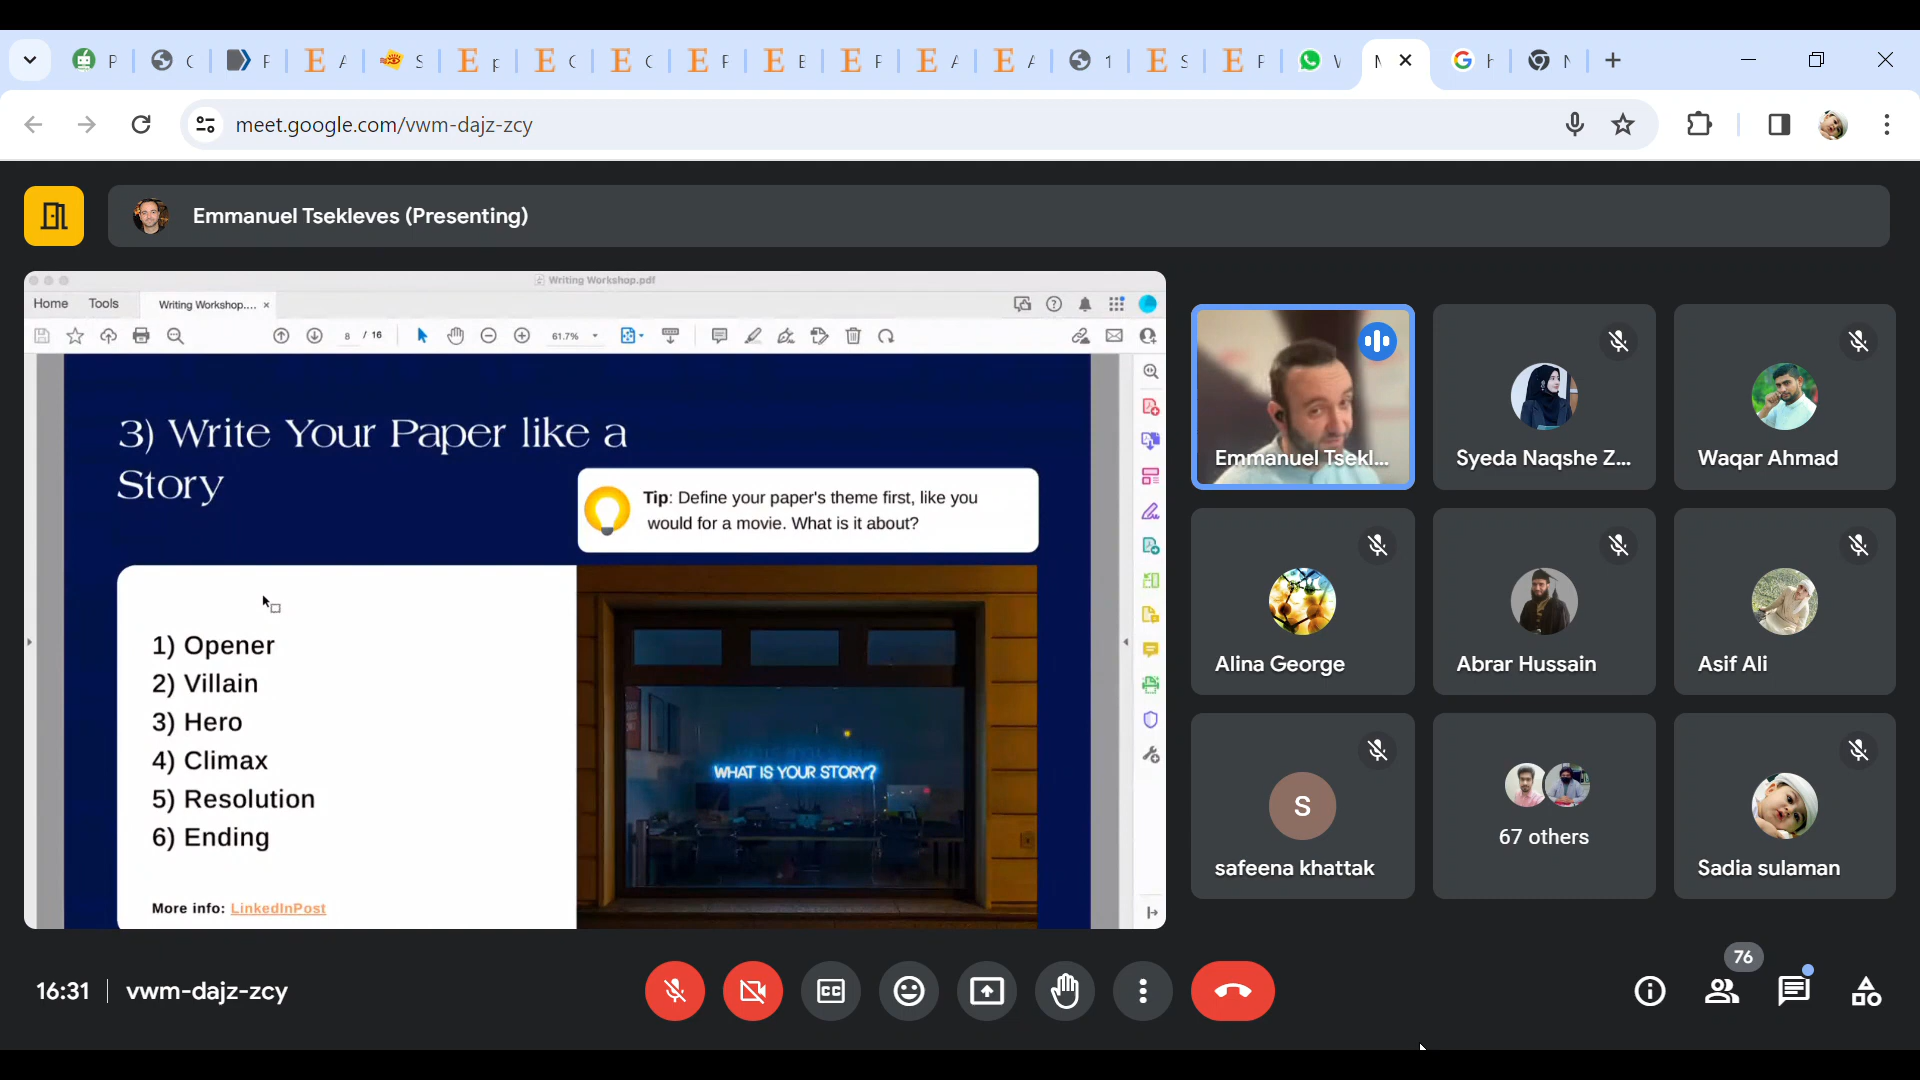 meet.google.com/vwm-dajz-zcy
Emmanuel Tsekleves (Presenting)
Writing Workshop.pdf
Home
Tools
Writing Workshop.... ×
8 / 16
61.7%
3) Write Your Paper like a
Story
Tip: Define your paper's theme first, like you
would for a movie. What is it about?
1) Opener
2) Villain
3) Hero
4) Climax
5) Resolution
6) Ending
More info: LinkedInPost
WHAT IS YOUR STORY?
Emmanuel Tsekl...
Syeda Naqshe Z...
Waqar Ahmad
Alina George
Abrar Hussain
Asif Ali
S
safeena khattak
67 others
Sadia sulaman
16:31
vwm-dajz-zcy
CC
76